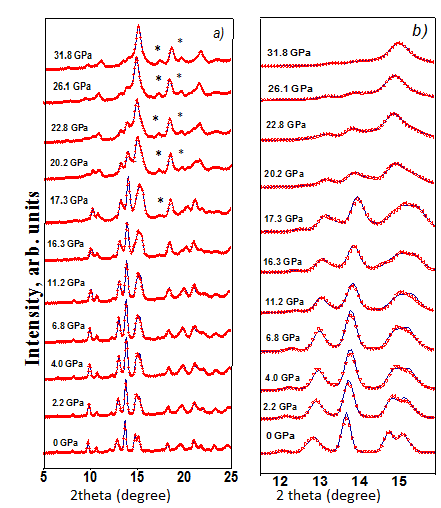 a)
31.8 GPa
* *
26.1 GPa
* *
22.8 GPa
* *
20.2 GPa
* *
17.3 GPa
*
16.3 GPa
11.2 GPa
6.8 GPa
4.0 GPa
2.2 GPa
0 GPa
Intensity, arb. units
5 10 15 20 25
2theta (degree)
b)
31.8 GPa
26.1 GPa
22.8 GPa
20.2 GPa
17.3 GPa
16.3 GPa
11.2 GPa
6.8 GPa
4.0 GPa
2.2 GPa
0 GPa
12 13 14 15
2 theta (degree)